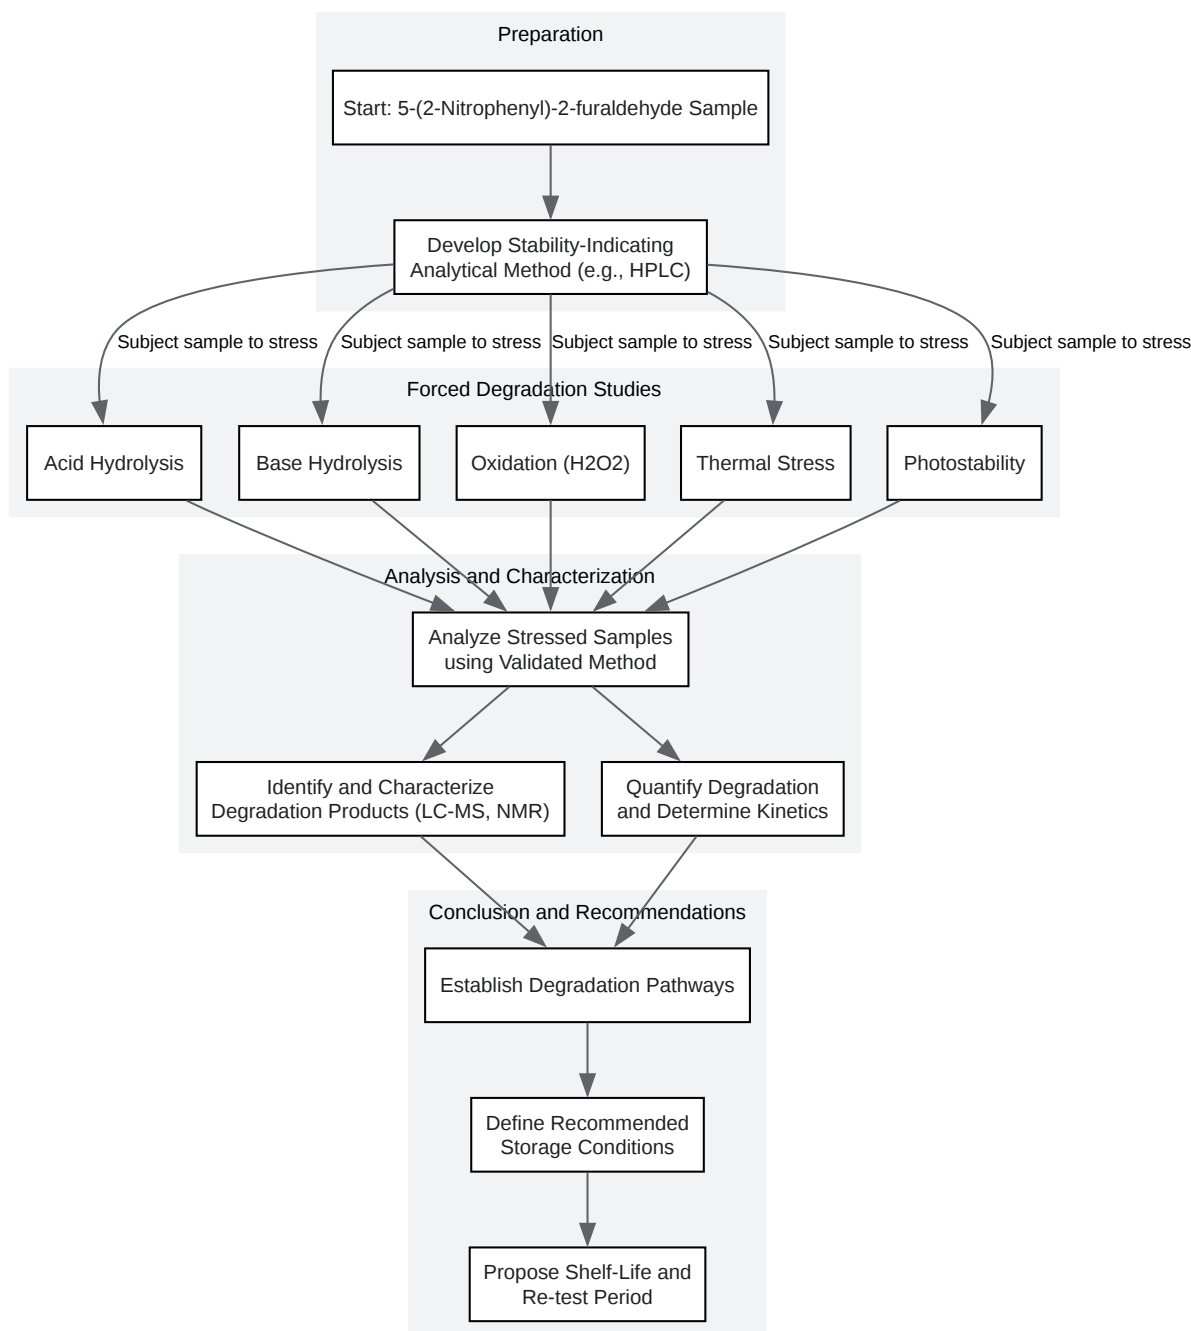 Preparation
Start: 5-(2-Nitrophenyl)-2-furaldehyde Sample
Develop Stability-Indicating
Analytical Method (e.g., HPLC)
Subject sample to stress
Subject sample to stress
Subject sample to stress
Subject sample to stress
Subject sample to stress
Forced Degradation Studies
Acid Hydrolysis
Base Hydrolysis
Oxidation (H2O2)
Thermal Stress
Photostability
Analysis and Characterization
Analyze Stressed Samples
using Validated Method
Identify and Characterize
Degradation Products (LC-MS, NMR)
Quantify Degradation
and Determine Kinetics
Conclusion and Recommendations
Establish Degradation Pathways
Define Recommended
Storage Conditions
Propose Shelf-Life and
Re-test Period